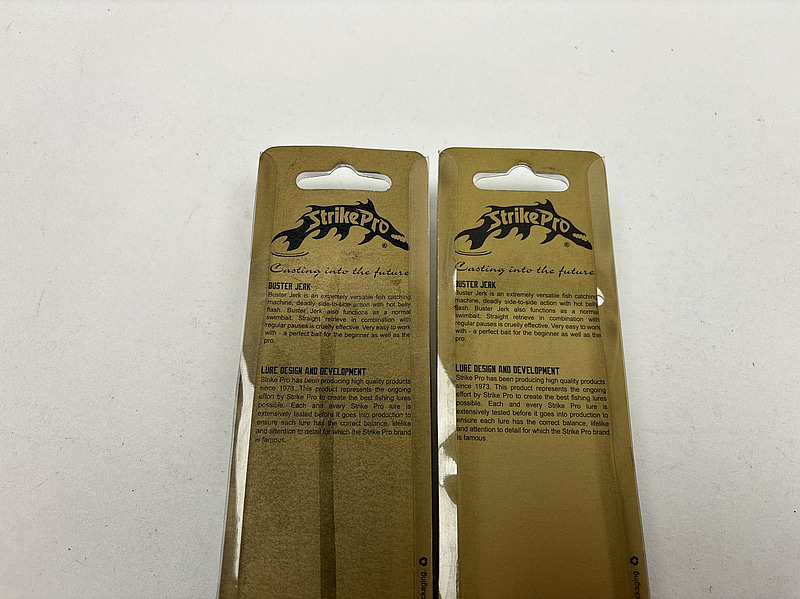 StrikePro
®
Casting into the future
BUSTER JERK
Buster Jerk is an extremely versatile fish catching
machine, deadly side-to-side action with hot belly
flash. Buster Jerk also functions as a normal
swimbait. Straight retrieve in combination with
regular pauses is cruelly effective. Very easy to work
with - a perfect bait for the beginner as well as the
pro.
LURE DESIGN AND DEVELOPMENT
Strike Pro has been producing high quality products
since 1973. This product represents the ongoing
effort by Strike Pro to create the best fishing lures
possible. Each and every Strike Pro lure is
extensively tested before it goes into production to
ensure each lure has the correct balance, lifelike
and attention to detail for which the Strike Pro brand
is famous.
ckaging.
StrikePro
®
Casting into the future
BUSTER JERK
Buster Jerk is an extremely versatile fish catching
machine, deadly side-to-side action with hot belly
flash. Buster Jerk also functions as a normal
swimbait. Straight retrieve in combination with
regular pauses is cruelly effective. Very easy to work
with - a perfect bait for the beginner as well as the
pro.
LURE DESIGN AND DEVELOPMENT
Strike Pro has been producing high quality products
since 1973. This product represents the ongoing
effort by Strike Pro to create the best fishing lures
possible. Each and every Strike Pro lure is
extensively tested before it goes into production to
ensure each lure has the correct balance, lifelike
and attention to detail for which the Strike Pro brand
is famous.
ckaging.